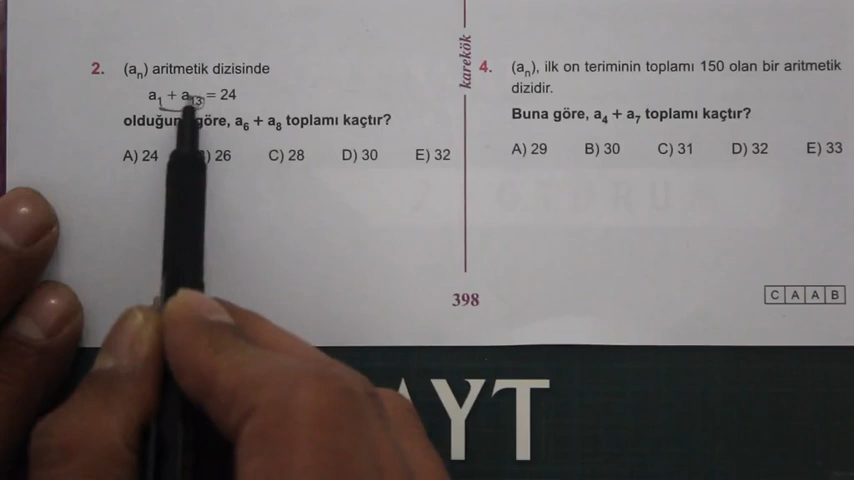 2. (an) aritmetik dizisinde
a1 + a13 = 24
göre, a6 + a8 toplamı kaçtır?
A) 24 26 C) 28 D) 30 E) 32
karekök
4. (an), ilk on teriminin toplamı 150 olan bir aritmetik
dizidir.
Buna göre, a4 + a7 toplamı kaçtır?
A) 29 B) 30 C) 31 D) 32 E) 33
398
C A A B
AYT